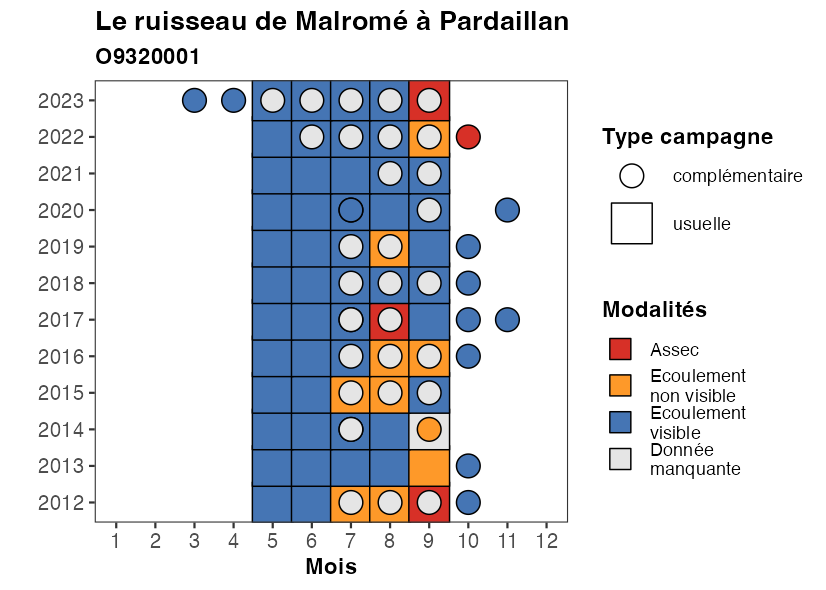 Le ruisseau de Malromé à Pardaillan
O9320001
2023
2022
2021
2020
2019
2018
2017
2016
2015
2014
2013
2012
1 2 3 4 5 6 7 8 9 10 11 12
Mois
Type campagne
complémentaire
usuelle
Modalités
Assec
Ecoulement
non visible
Ecoulement
visible
Donnée
manquante